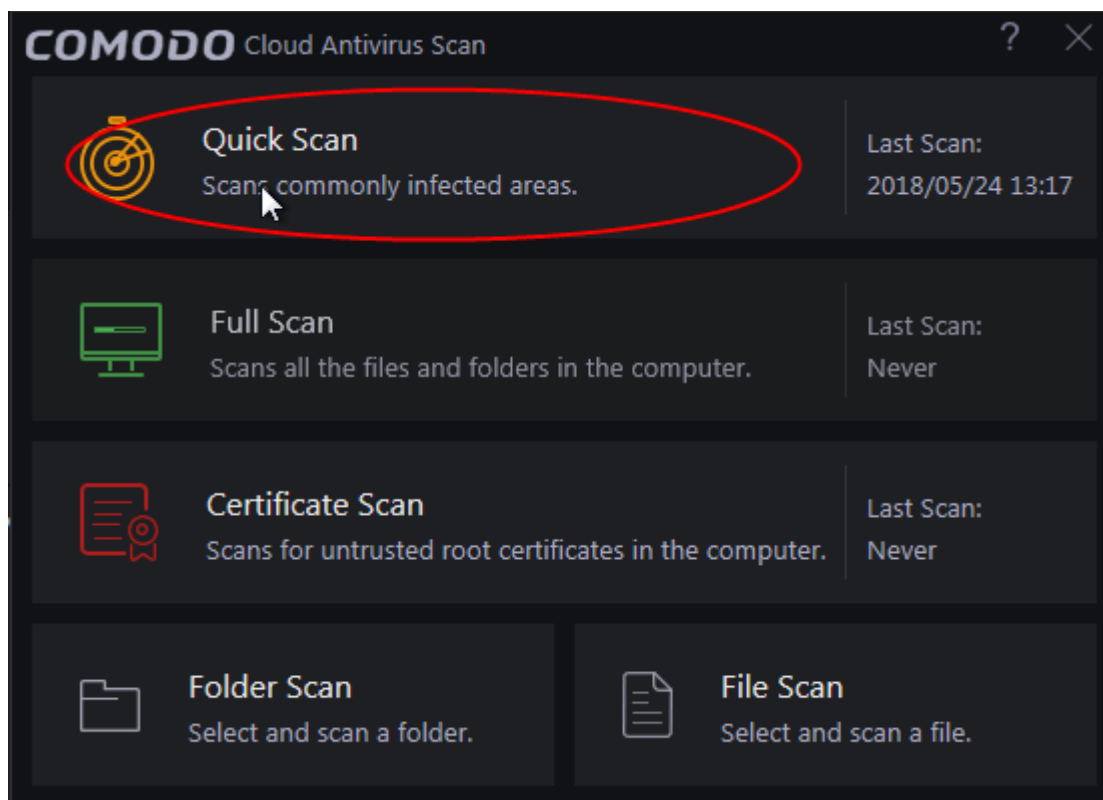 COMODO Cloud Antivirus Scan ?
Quick Scan
Scans commonly infected areas.
Last Scan:
2018/05/24 13:17
Full Scan
Scans all the files and folders in the computer.
Last Scan:
Never
Certificate Scan
Scans for untrusted root certificates in the computer.
Last Scan:
Never
Folder Scan
Select and scan a folder.
File Scan
Select and scan a file.